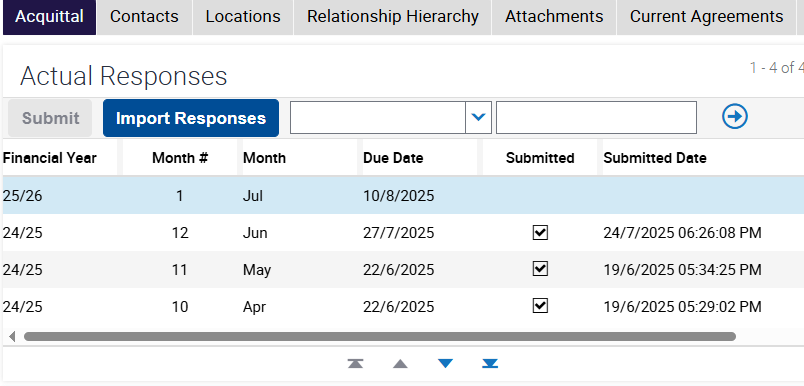 Acquittal Contacts Locations Relationship Hierarchy Attachments Current Agreements
Actual Responses 1 - 4 of 4
Submit Import Responses
Financial Year Month # Month Due Date Submitted Submitted Date
25/26 1 Jul 10/8/2025
24/25 12 Jun 27/7/2025 24/7/2025 06:26:08 PM
24/25 11 May 22/6/2025 19/6/2025 05:34:25 PM
24/25 10 Apr 22/6/2025 19/6/2025 05:29:02 PM